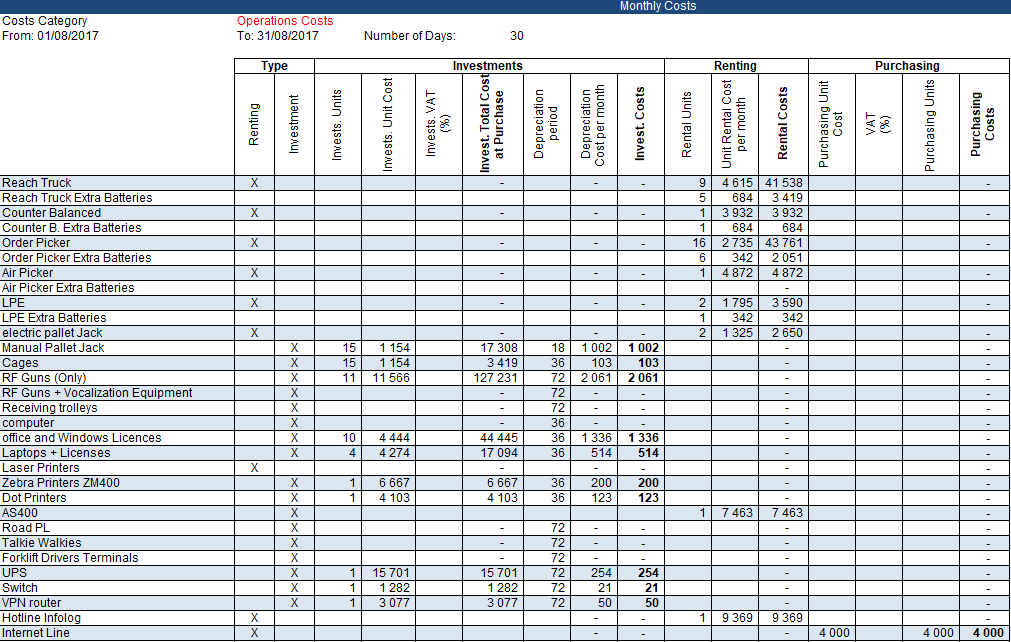 Monthly Costs
Costs Category Operations Costs
From: 01/08/2017 To: 31/08/2017 Number of Days: 30
Type Investments Renting Purchasing
Renting Investment Invests. Units Invests. Unit Cost Invests. VAT (%) Invest. Total Cost at Purchase Depreciation period Depreciation Cost per month Invest. Costs Rental Units Unit Rental Cost per month Rental Costs Purchasing Unit Cost VAT (%) Purchasing Units Purchasing Costs
Reach Truck X - - - 9 4 615 41 538 -
Reach Truck Extra Batteries 5 684 3 419
Counter Balanced X - - - 1 3 932 3 932 -
Counter B. Extra Batteries 1 684 684
Order Picker X - - - 16 2 735 43 761 -
Order Picker Extra Batteries 6 342 2 051
Air Picker X - - - 1 4 872 4 872 -
Air Picker Extra Batteries -
LPE X - - - 2 1 795 3 590 -
LPE Extra Batteries 1 342 342
electric pallet Jack X - - - 2 1 325 2 650 -
Manual Pallet Jack X 15 1 154 17 308 18 1 002 1 002 - -
Cages X 15 1 154 3 419 36 103 103 - -
RF Guns (Only) X 11 11 566 127 231 72 2 061 2 061 - -
RF Guns + Vocalization Equipment X - 72 - - - -
Receiving trolleys X - 72 - - - -
computer X - 36 - - - -
office and Windows Licences X 10 4 444 44 445 36 1 336 1 336 - -
Laptops + Licenses X 4 4 274 17 094 36 514 514 - -
Laser Printers X - - - - -
Zebra Printers ZM400 X 1 6 667 6 667 36 200 200 - -
Dot Printers X 1 4 103 4 103 36 123 123 - -
AS400 X 1 7 463 7 463 -
Road PL X - 72 - - - -
Talkie Walkies X - 72 - - - -
Forklift Drivers Terminals X - 72 - - - -
UPS X 1 15 701 15 701 72 254 254 - -
Switch X 1 1 282 1 282 72 21 21 - -
VPN router X 1 3 077 3 077 72 50 50 - -
Hotline Infolog X - - 1 9 369 9 369 -
Internet Line X - - - 4 000 4 000 4 000